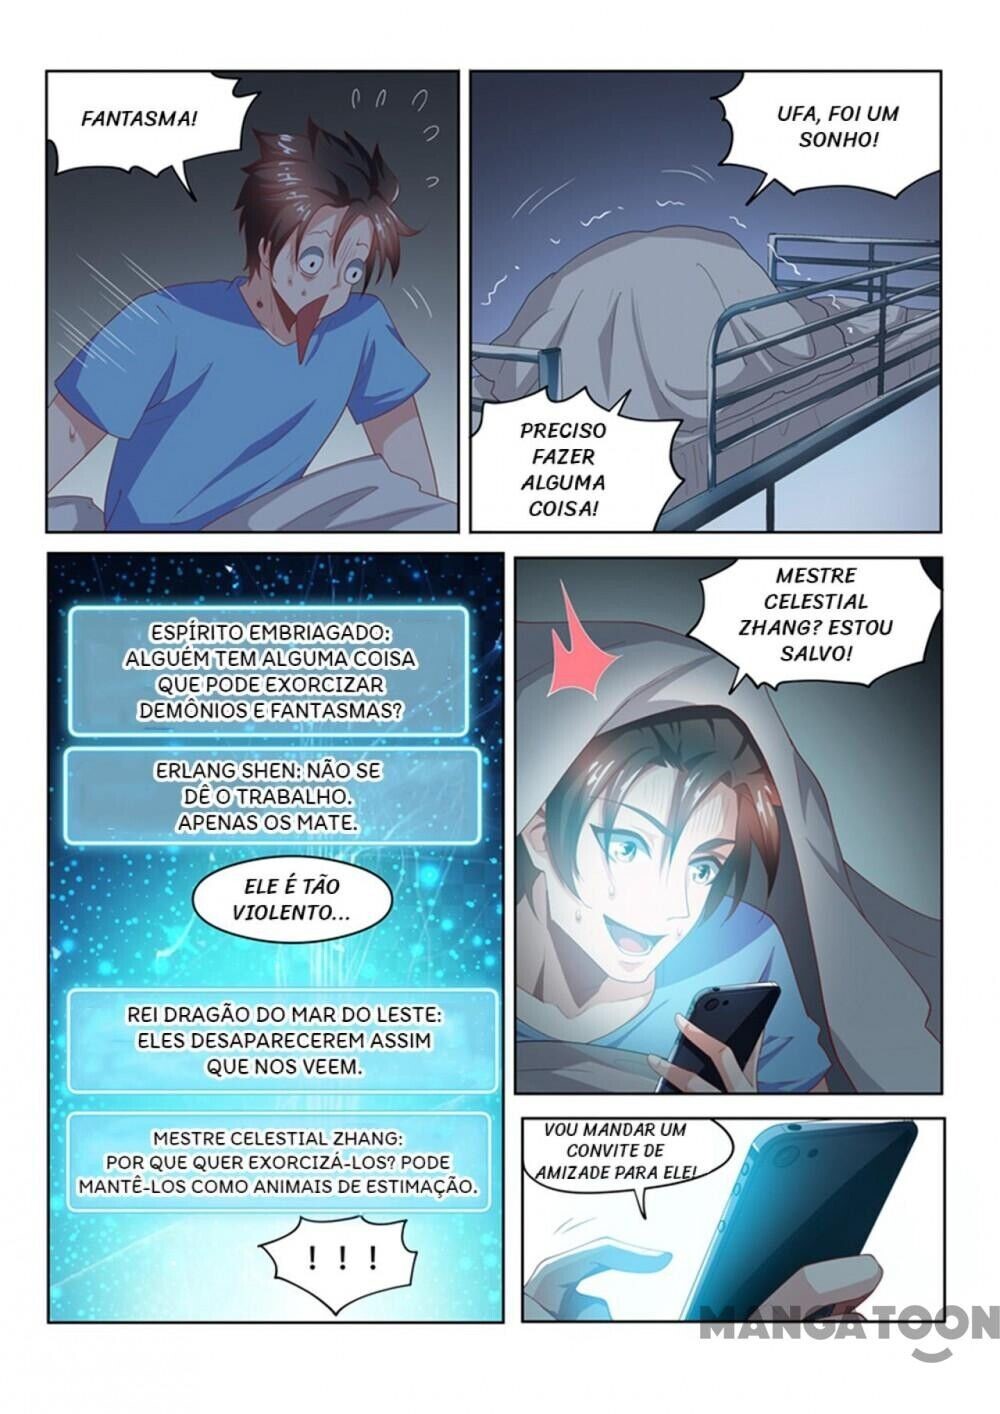 FANTASMA!
UFA, FOI UM
SONHO!
PRECISO
FAZER
ALGUMA
COISA!
ESPÍRITO EMBRIAGADO:
ALGUÉM TEM ALGUMA COISA
QUE PODE EXORCIZAR
DEMÔNIOS E FANTASMAS?
ERLANG SHEN: NÃO SE
DÊ O TRABALHO.
APENAS OS MATE.
ELE É TÃO
VIOLENTO...
REI DRAGÃO DO MAR DO LESTE:
ELES DESAPARECEREM ASSIM
QUE NOS VEEM.
MESTRE CELESTIAL ZHANG:
POR QUE QUER EXORCIZÁ-LOS? PODE
MANTÊ-LOS COMO ANIMAIS DE ESTIMAÇÃO.
!!!
MESTRE
CELESTIAL
ZHANG? ESTOU
SALVO!
VOU MANDAR UM
CONVITE DE
AMIZADE PARA ELE!
MANGATOON